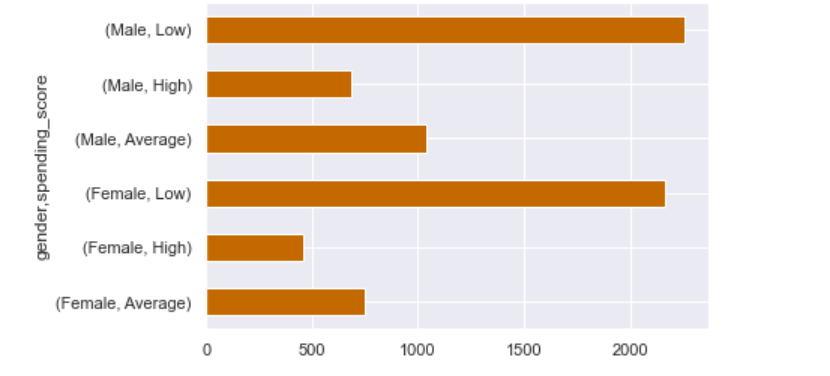 (Male, Low)
(Male, High)
(Male, Average)
(Female, Low)
(Female, High)
(Female, Average)
gender,spending_score
0 500 1000 1500 2000